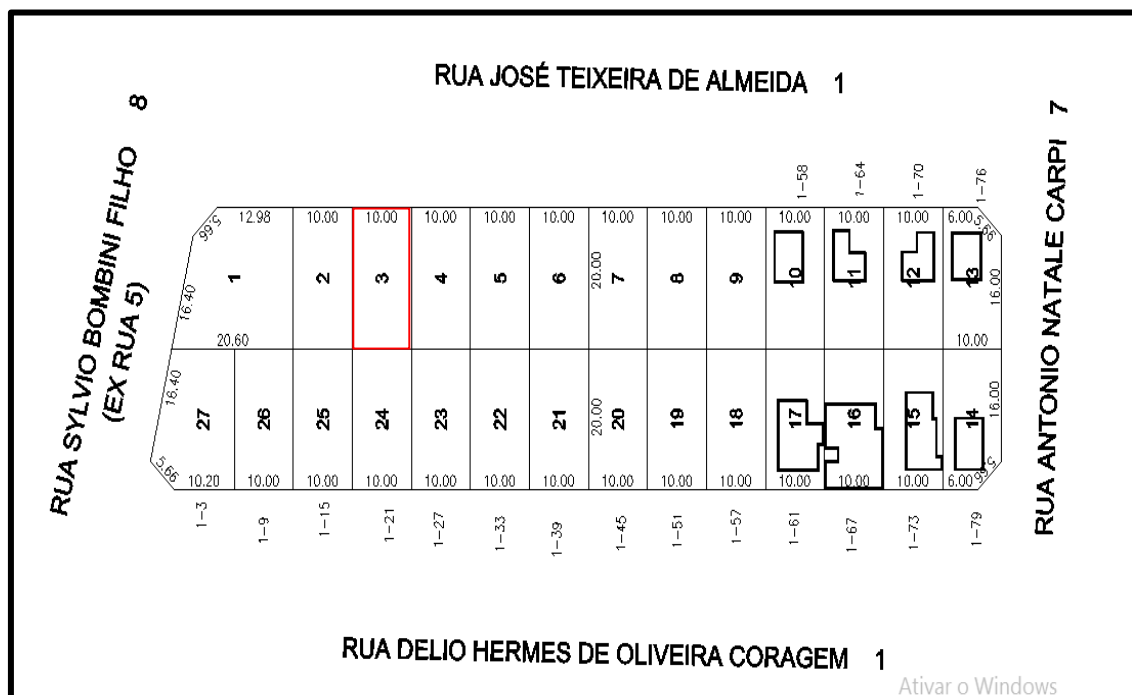 RUA JOSÉ TEIXEIRA DE ALMEIDA 1
RUA SYLVIO BOMBINI FILHO 8
(EX RUA 5)
RUA ANTONIO NATALE CARPI 7
1-58 1-64 1-70 1-76
5.66 12.98 10.00 10.00 10.00 10.00 10.00 10.00 10.00 10.00 10.00 10.00 10.00 6.00 5.66
1 2 3 4 5 6 7 8 9 10 11 12 13
16.40 20.00 16.00
20.60 10.00
16.40 20.00 16.00
27 26 25 24 23 22 21 20 19 18 17 16 15 14
5.66 10.20 10.00 10.00 10.00 10.00 10.00 10.00 10.00 10.00 10.00 10.00 10.00 10.00 6.00 5.66
1-3 1-9 1-15 1-21 1-27 1-33 1-39 1-45 1-51 1-57 1-61 1-67 1-73 1-79
RUA DELIO HERMES DE OLIVEIRA CORAGEM 1
Ativar o Windows